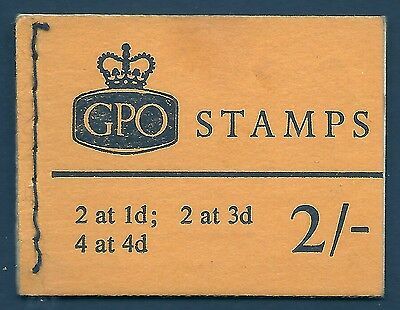 GPO STAMPS
2 at 1d; 2 at 3d 2/-
4 at 4d